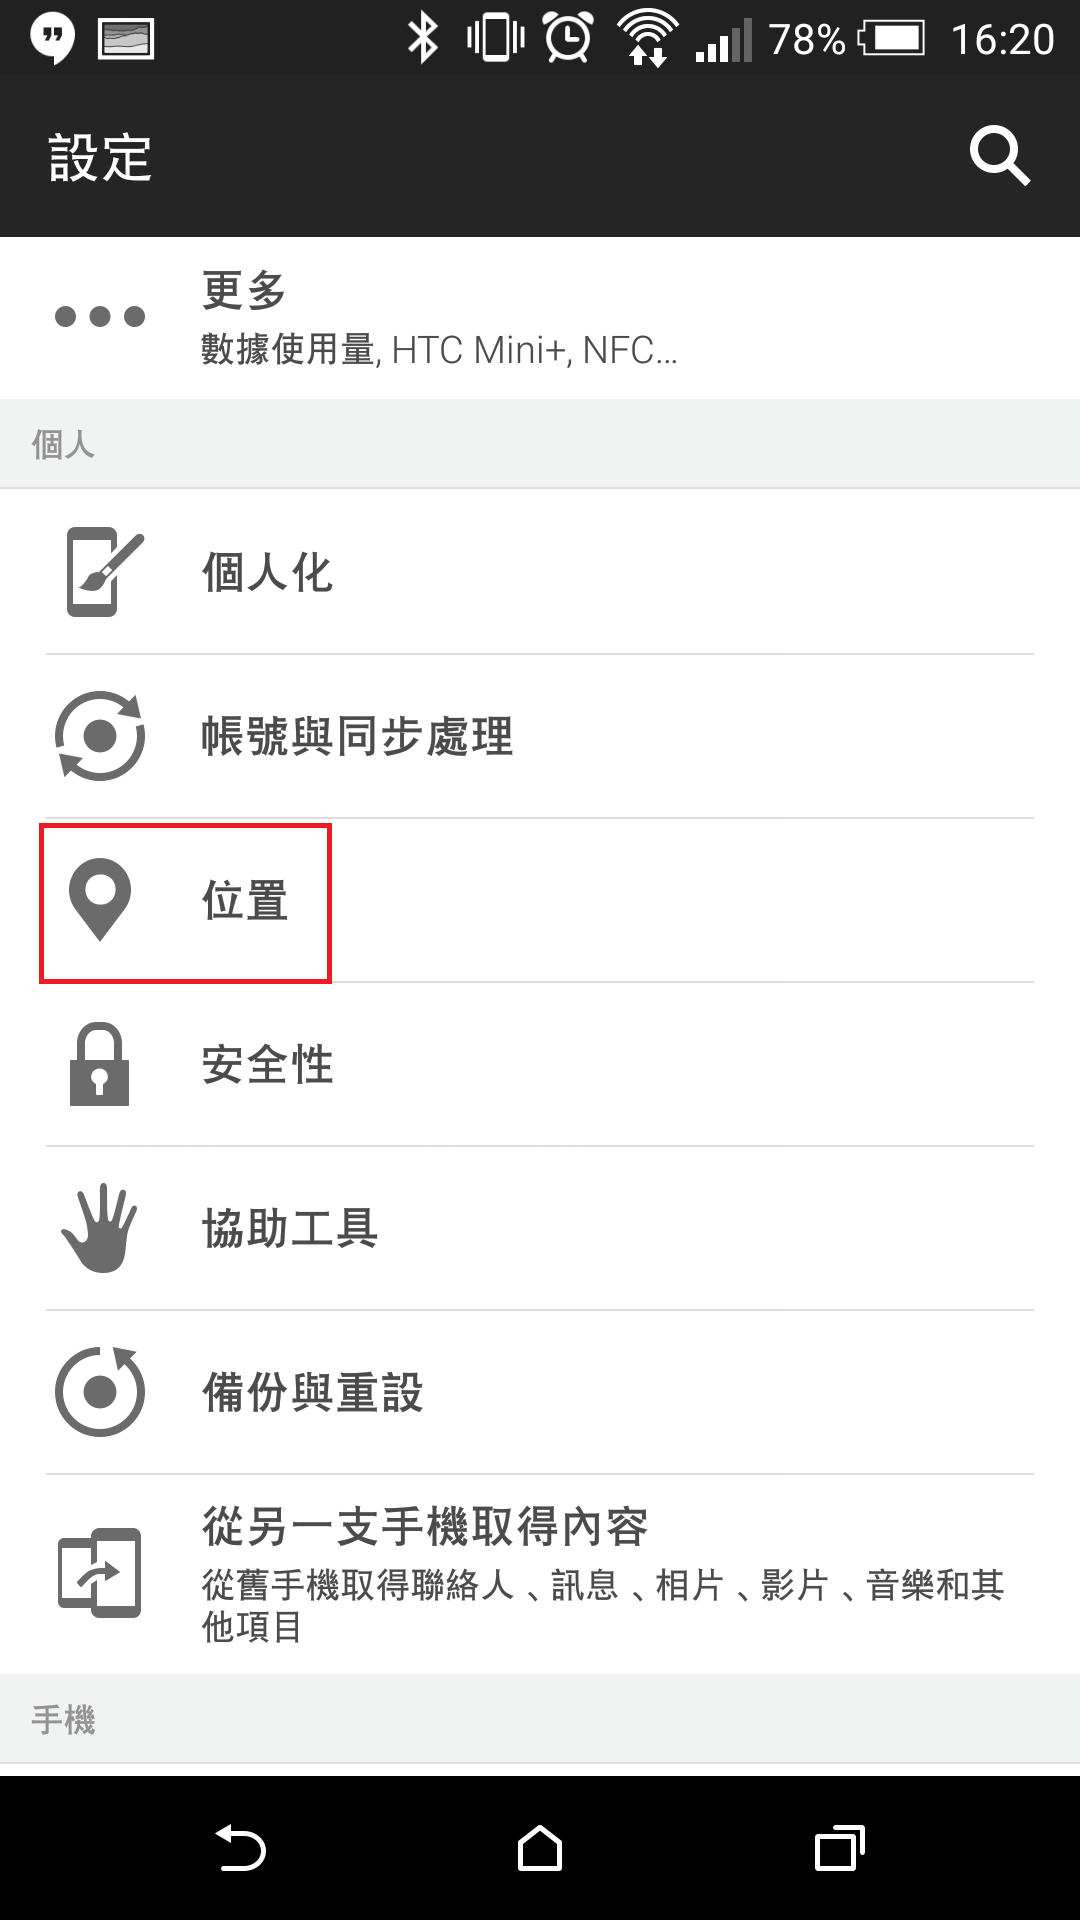 78% 16:20
設定
更多
數據使用量, HTC Mini+, NFC...
個人
個人化
帳號與同步處理
位置
安全性
協助工具
備份與重設
從另一支手機取得內容
從舊手機取得聯絡人、訊息、相片、影片、音樂和其
他項目
手機